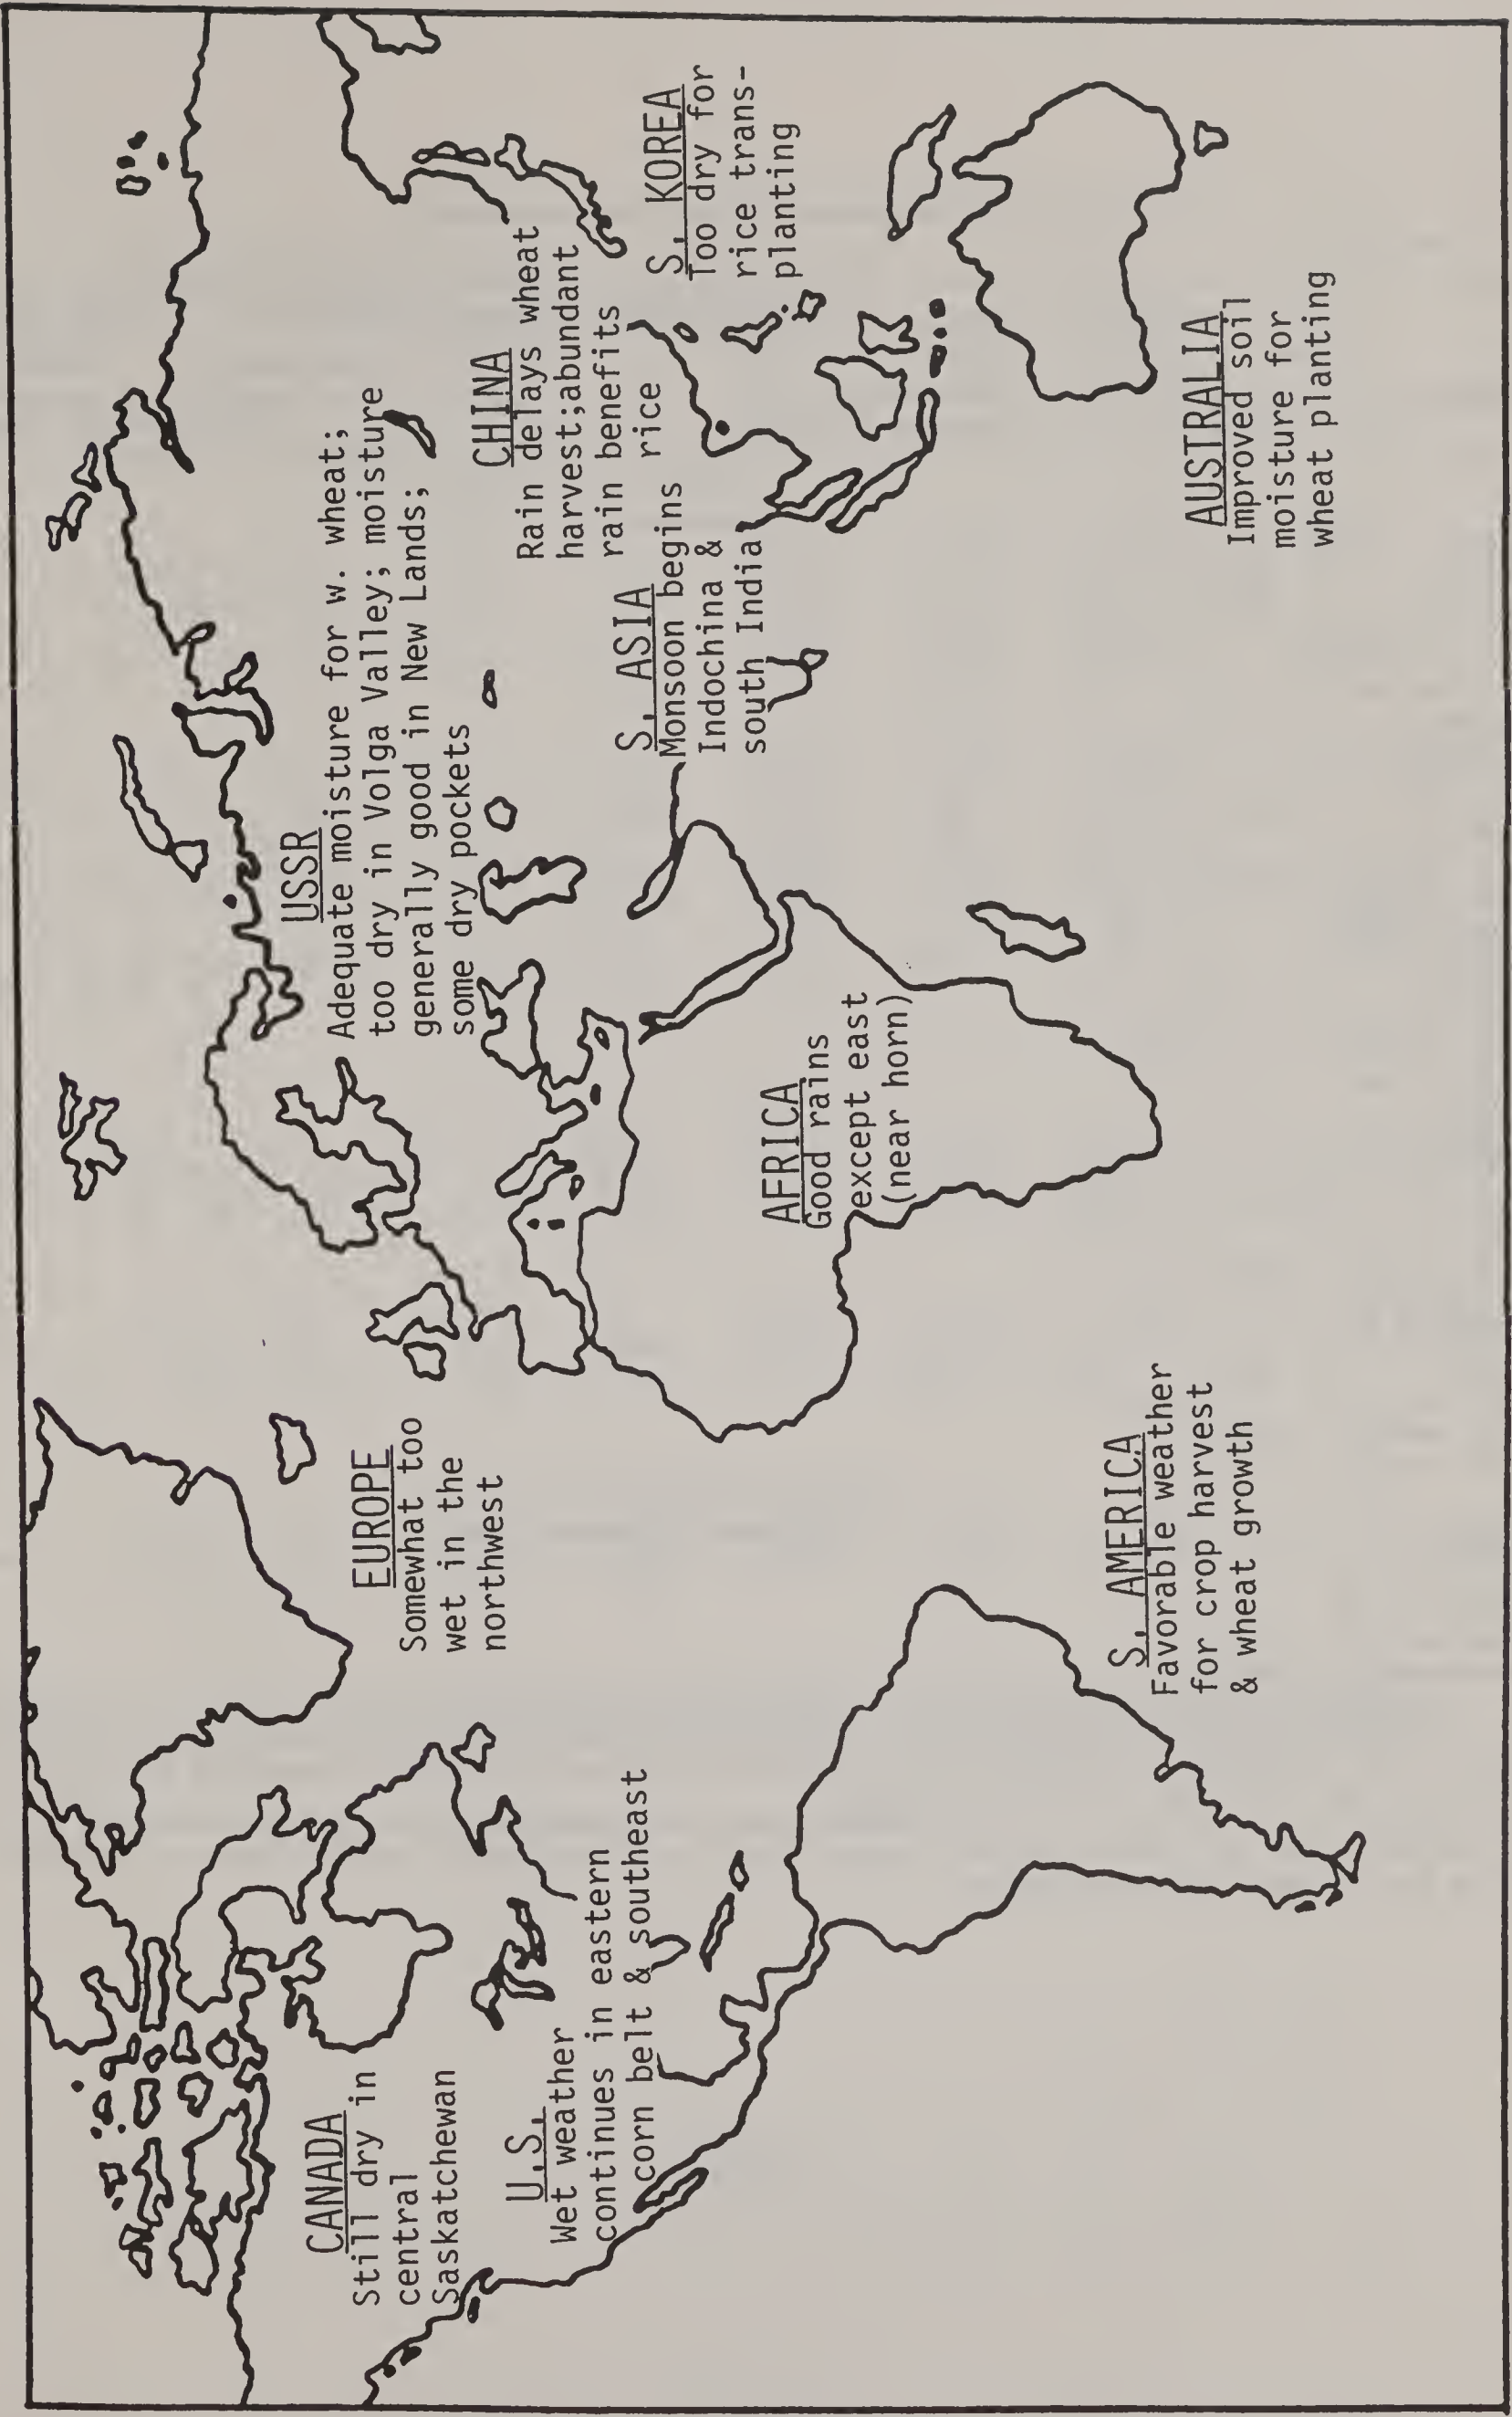 CANADA
Still dry in
central
Saskatchewan
U.S.
Wet weather
continues in eastern
corn belt & southeast
EUROPE
Somewhat too
wet in the
northwest
S. AMERICA
Favorable weather
for crop harvest
& wheat growth
AFRICA
Good rains
except east
(near horn)
USSR
Adequate moisture for w. wheat;
too dry in Volga Valley; moisture
generally good in New Lands;
some dry pockets
S. ASIA
Monsoon begins
Indochina &
south India
CHINA
Rain delays wheat
harvest;abundant
rain benefits
rice
S. KOREA
Too dry for
rice trans-
planting
AUSTRALIA
Improved soil
moisture for
wheat planting